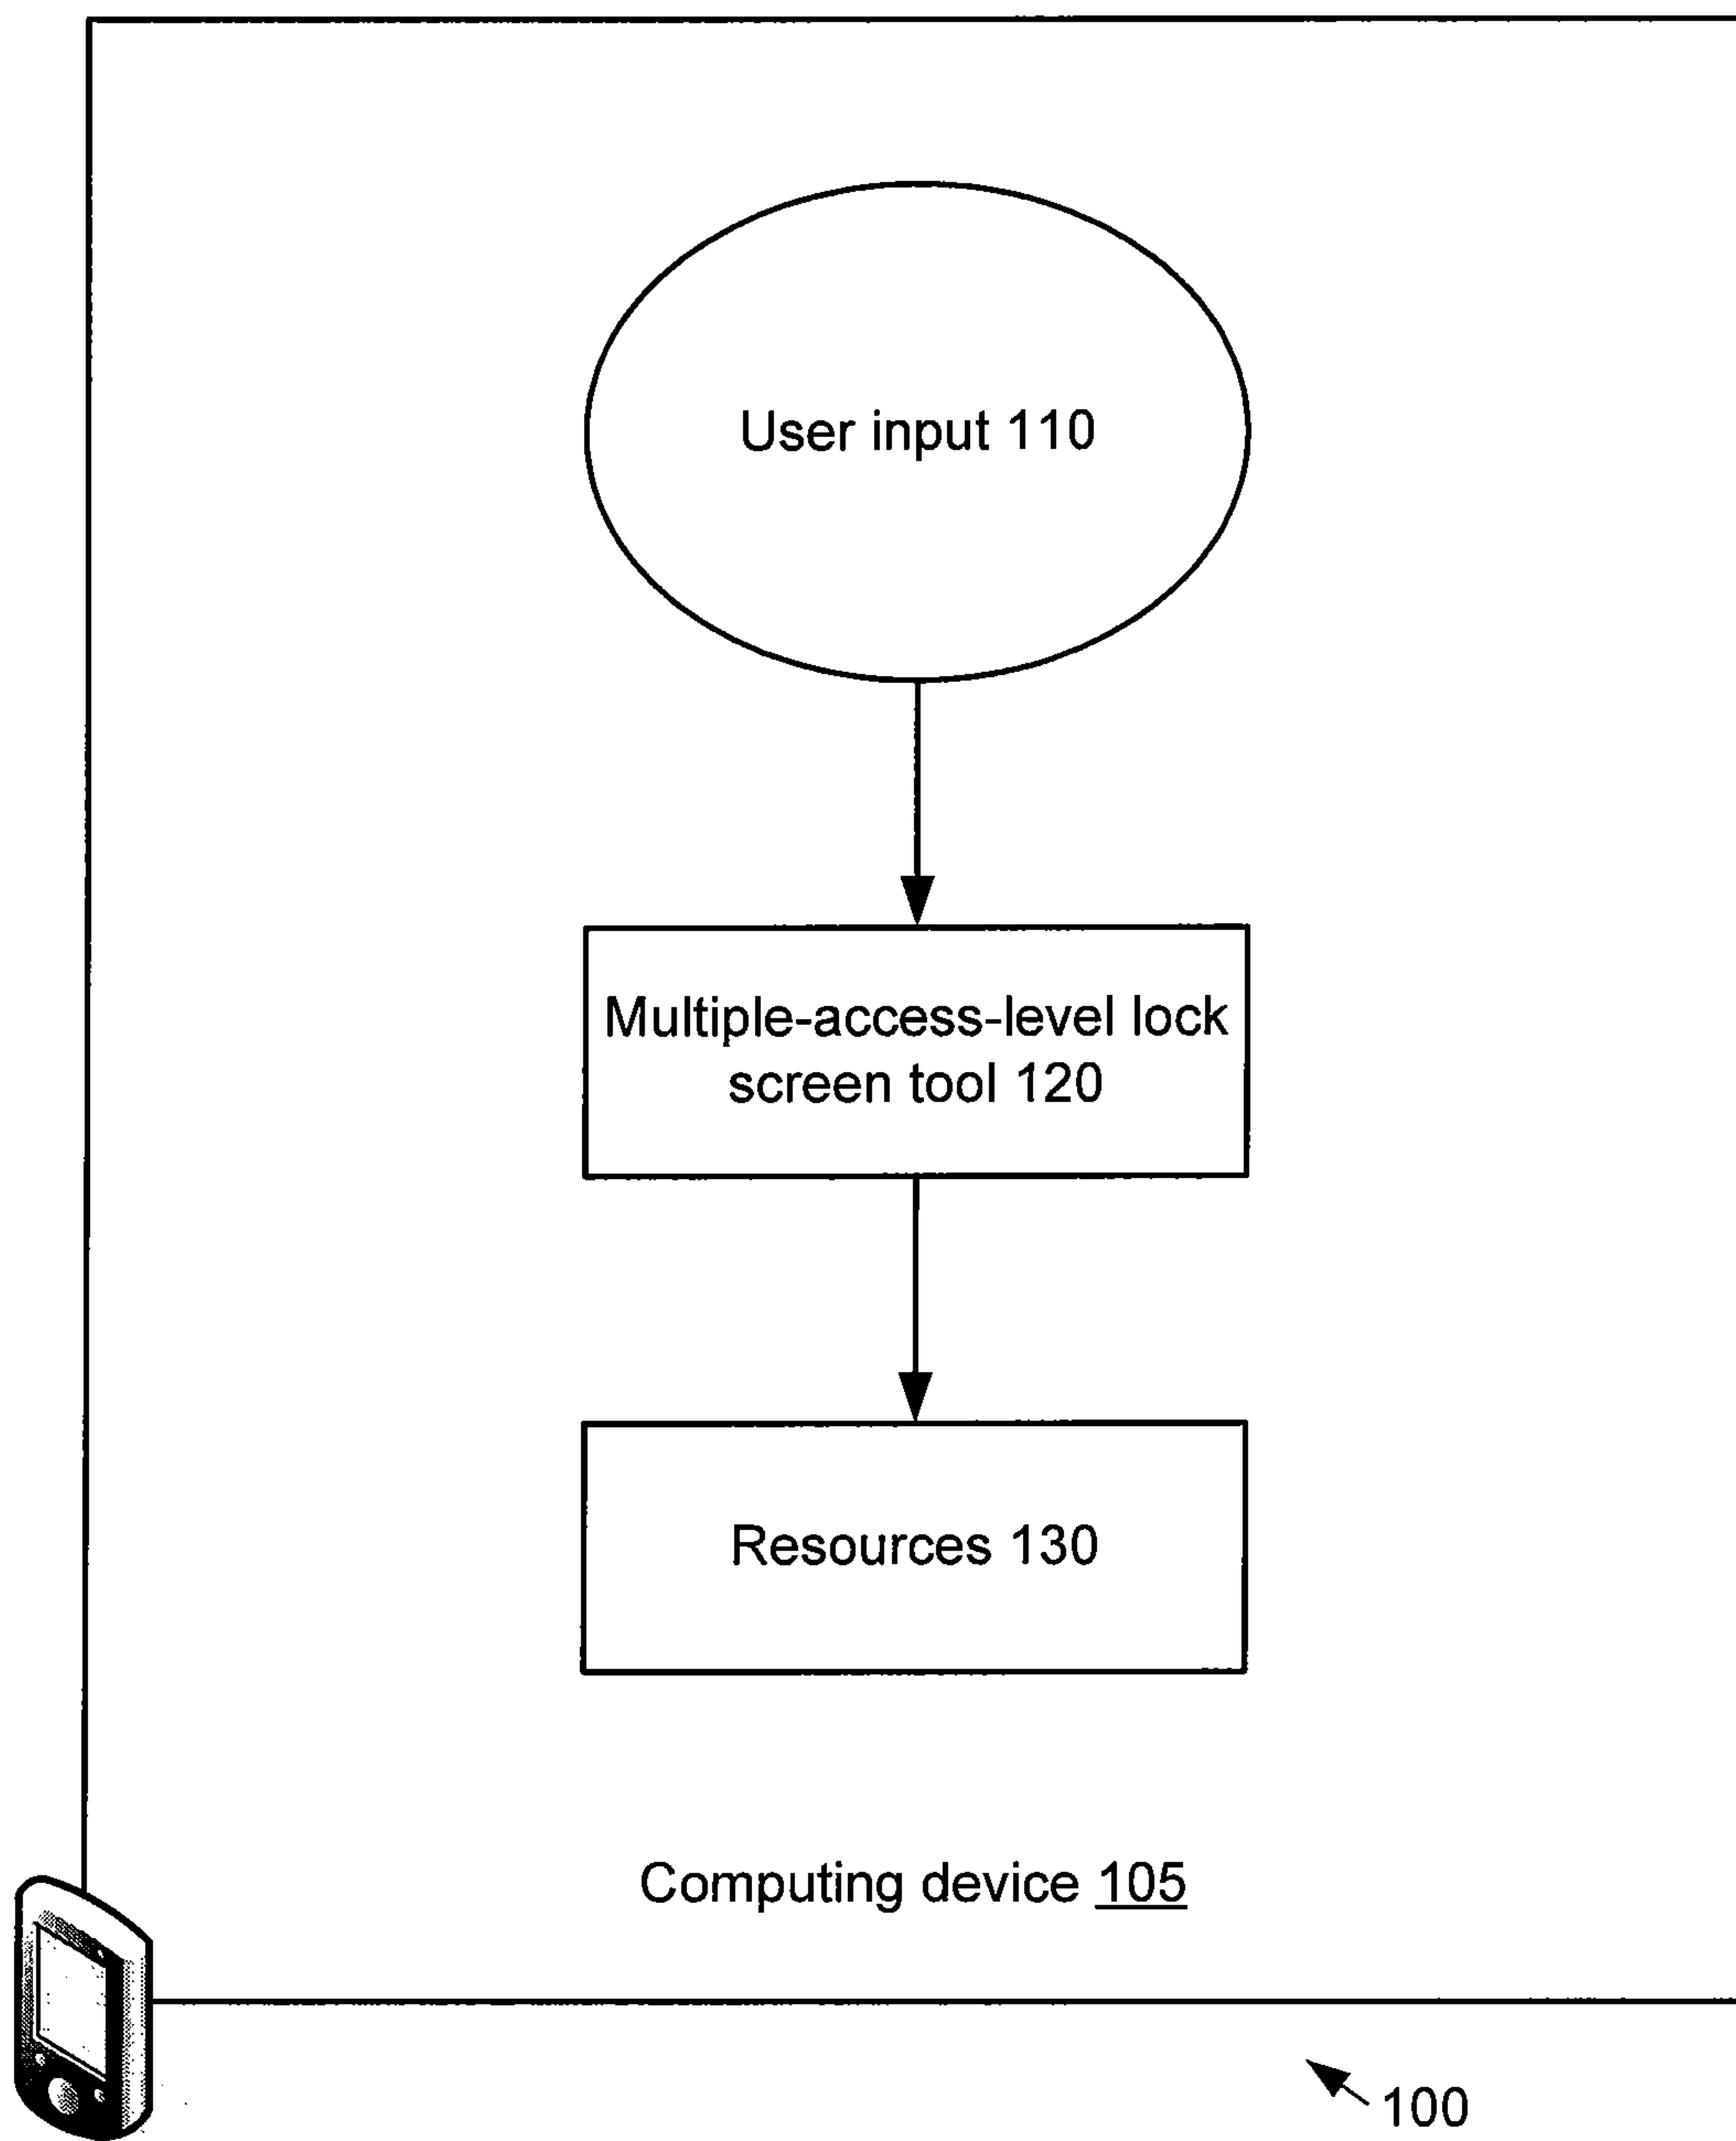 User input 110
Multiple-access-level lock
screen tool 120
Resources 130
Computing device 105
100